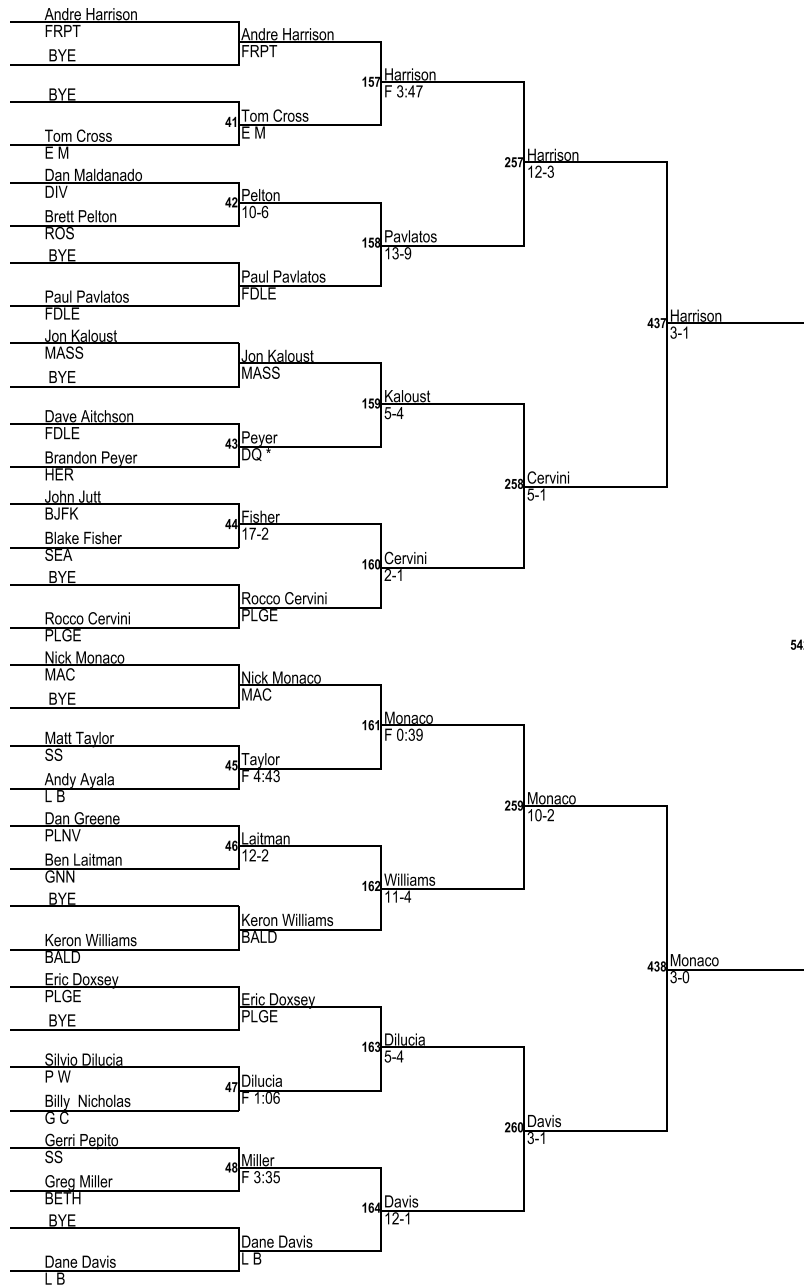 Andre Harrison
FRPT
BYE
BYE
Tom Cross
E M
Dan Maldanado
DIV
Brett Pelton
ROS
BYE
Paul Pavlatos
FDLE
Jon Kaloust
MASS
BYE
Dave Aitchson
FDLE
Brandon Peyer
HER
John Jutt
BJFK
Blake Fisher
SEA
BYE
Rocco Cervini
PLGE
Nick Monaco
MAC
BYE
Matt Taylor
SS
Andy Ayala
L B
Dan Greene
PLNV
Ben Laitman
GNN
BYE
Keron Williams
BALD
Eric Doxsey
PLGE
BYE
Silvio Dilucia
P W
Billy Nicholas
G C
Gerri Pepito
SS
Greg Miller
BETH
BYE
Dane Davis
L B
Andre Harrison
FRPT
41 Tom Cross
E M
42 Pelton
10-6
Paul Pavlatos
FDLE
Jon Kaloust
MASS
43 Peyer
DQ *
44 Fisher
17-2
Rocco Cervini
PLGE
Nick Monaco
MAC
45 Taylor
F 4:43
46 Laitman
12-2
Keron Williams
BALD
Eric Doxsey
PLGE
47 Dilucia
F 1:06
48 Miller
F 3:35
Dane Davis
L B
157 Harrison
F 3:47
158 Pavlatos
13-9
159 Kaloust
5-4
160 Cervini
2-1
161 Monaco
F 0:39
162 Williams
11-4
163 Dilucia
5-4
164 Davis
12-1
257 Harrison
12-3
258 Cervini
5-1
259 Monaco
10-2
260 Davis
3-1
437 Harrison
3-1
438 Monaco
3-0